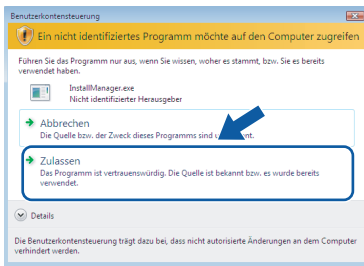 Benutzerkontensteuerung
Ein nicht identifiziertes Programm möchte auf den Computer zugreifen
Führen Sie das Programm nur aus, wenn Sie wissen, woher es stammt, bzw. Sie es bereits
verwendet haben.
InstallManager.exe
Nicht identifizierter Herausgeber
Abbrechen
Die Quelle bzw. der Zweck dieses Programms sind
Zulassen
Das Programm ist vertrauenswürdig. Die Quelle ist bekannt bzw. es wurde bereits
verwendet.
Details
Die Benutzerkontensteuerung trägt dazu bei, dass nicht autorisierte Änderungen an dem Computer
verhindert werden.